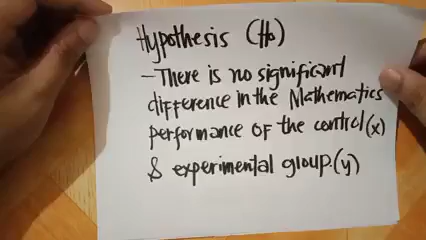 Hypothesis (Ho)
- There is no significant
difference in the Mathematics
performance of the control (x)
& experimental group. (y)